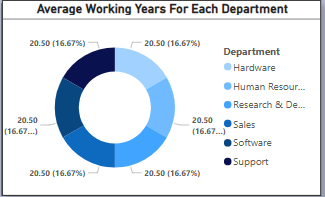 Average Working Years For Each Department
20.50 (16.67%)
20.50 (16.67%)
Department
Hardware
Human Resour...
Research & De...
Sales
Software
Support
20.50
(16.67...)
20.50
(16.67...)
20.50 (16.67%)
20.50 (16.67%)